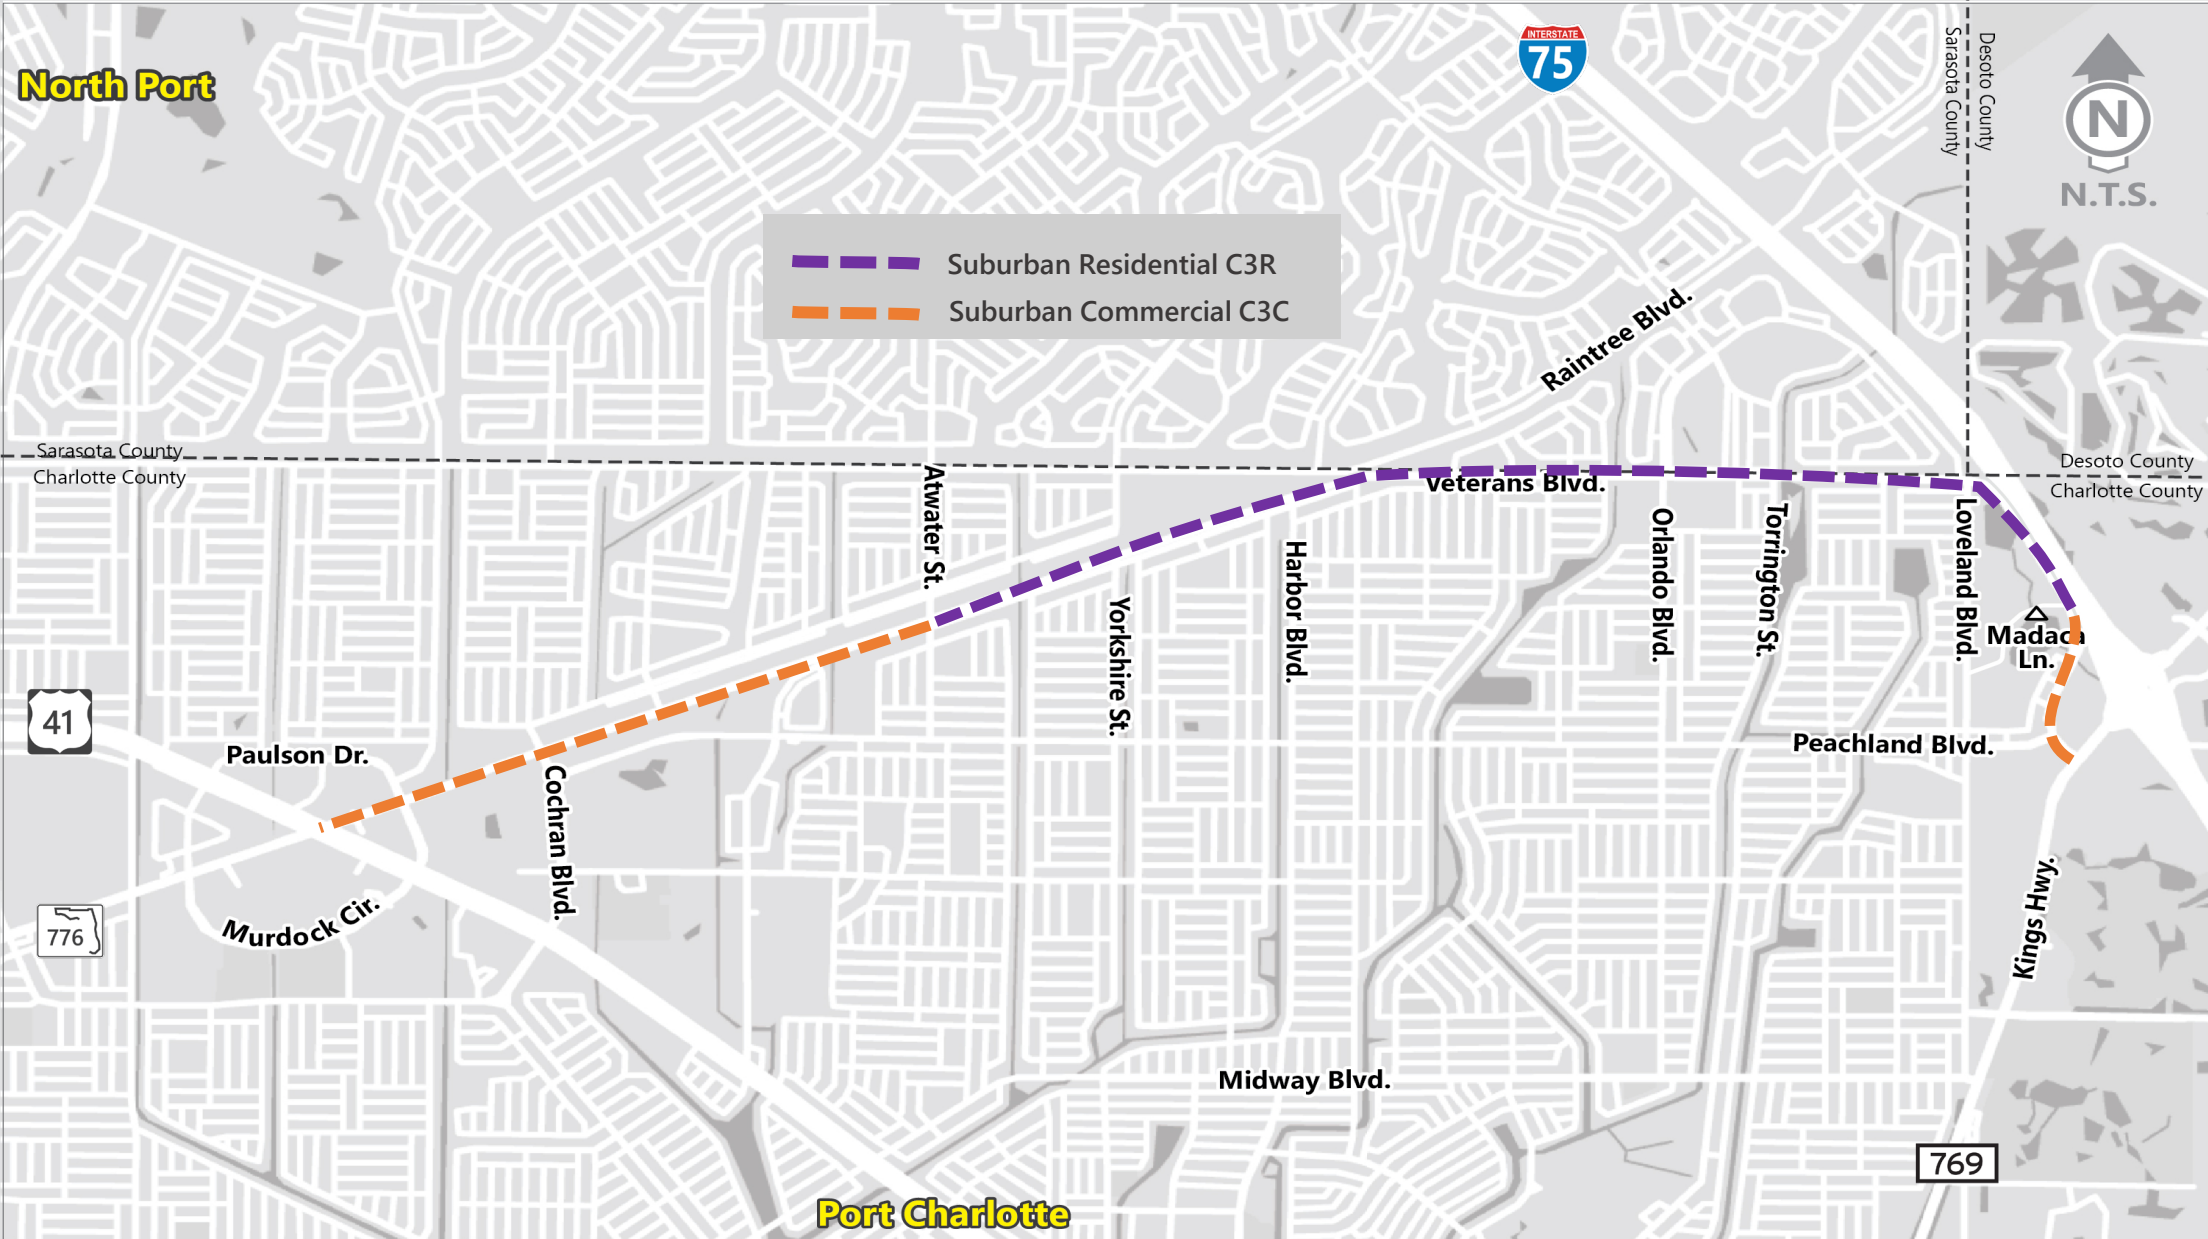 INTERSTATE
75
Sarasota County
Desoto County
North Port
N
N.T.S.
Suburban Residential C3R
Suburban Commercial C3C
Raintree Blvd.
Sarasota County
Charlotte County
Desoto County
Charlotte County
Veterans Blvd.
Atwater St.
Yorkshire St.
Harbor Blvd.
Orlando Blvd.
Torrington St.
Loveland Blvd.
Madaca
Ln.
41
Paulson Dr.
Peachland Blvd.
Cochran Blvd.
Murdock Cir.
776
Kings Hwy.
Midway Blvd.
769
Port Charlotte